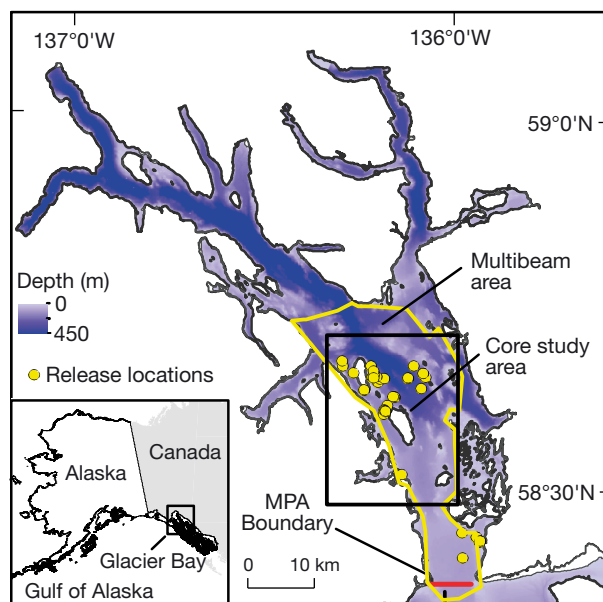 137°0'W
136°0'W
59°0'N
Multibeam
area
Depth (m)
0
450
Core study
area
Release locations
Canada
Alaska
58°30'N
MPA
Boundary
Glacier Bay
0
10 km
Gulf of Alaska